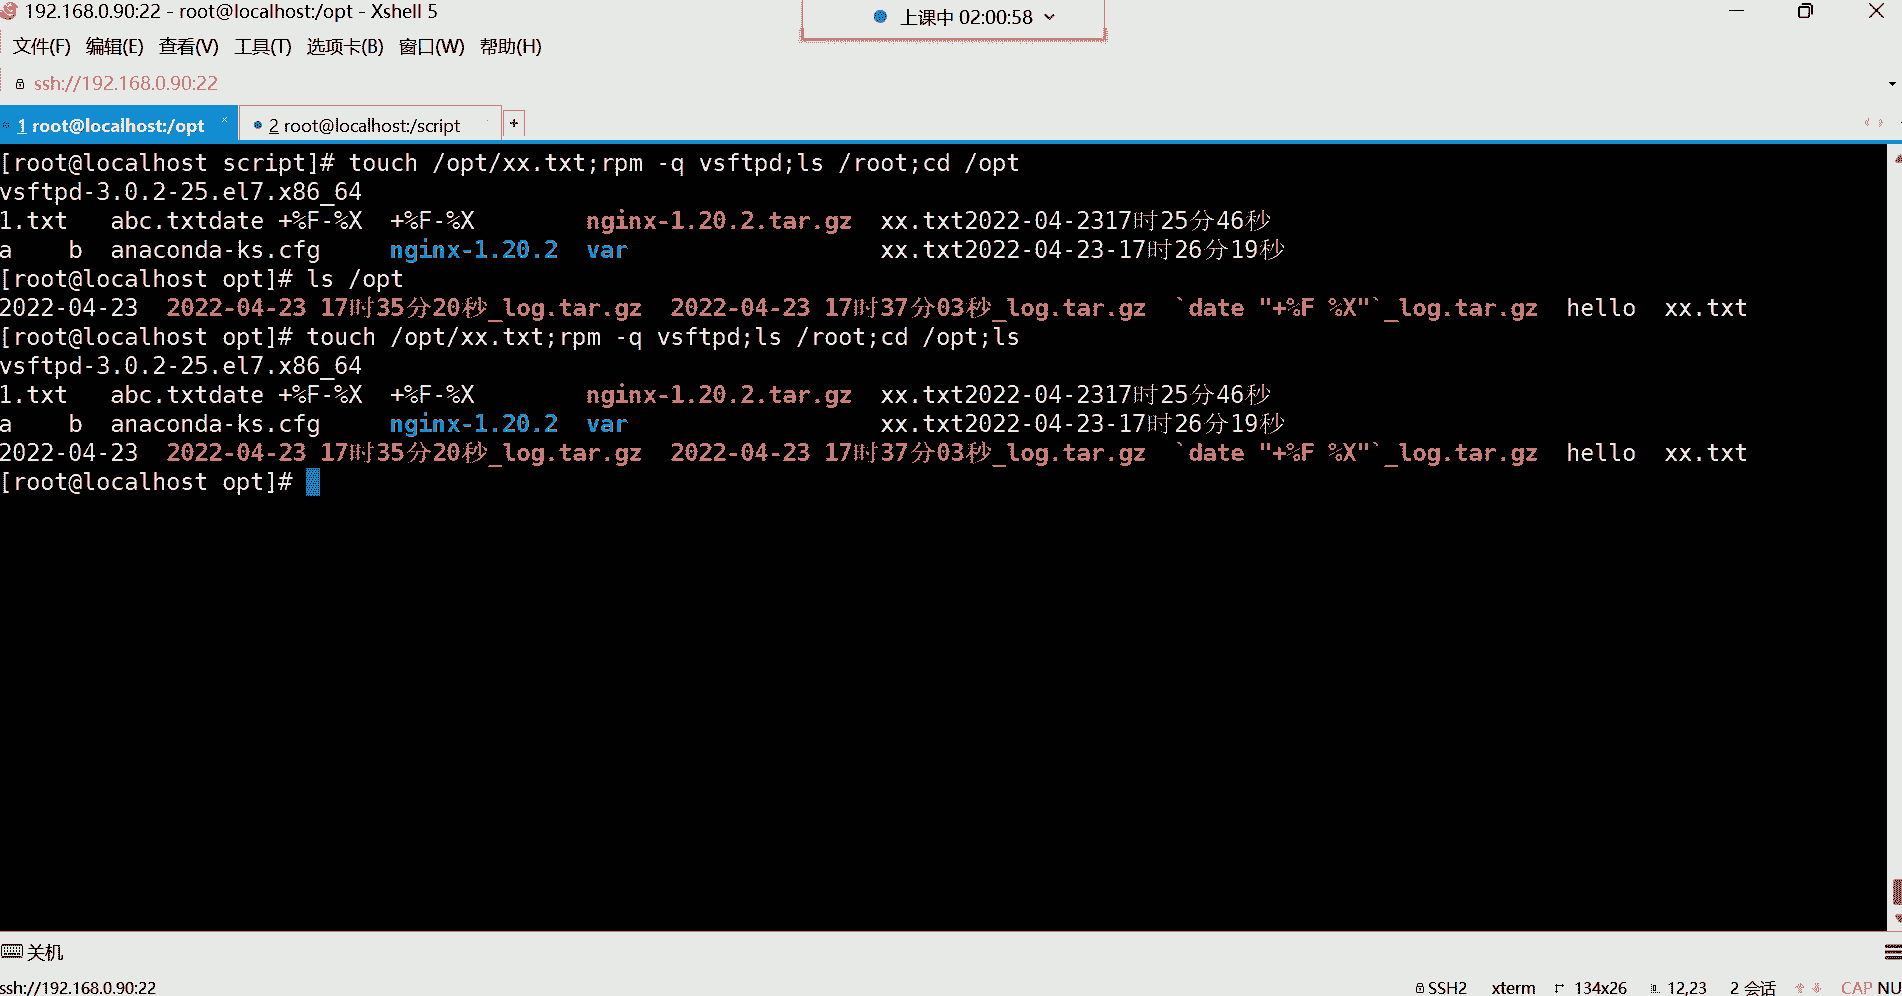 192.168.0.90:22 - root@localhost:/opt - Xshell 5
上课中 02:00:58
文件(F) 编辑(E) 查看(V) 工具(T) 选项卡(B) 窗口(W) 帮助(H)
ssh://192.168.0.90:22
1 root@localhost:/opt 2 root@localhost:/script +
[root@localhost script]# touch /opt/xx.txt;rpm -q vsftpd;ls /root;cd /opt
vsftpd-3.0.2-25.el7.x86_64
1.txt abc.txtdate +%F-%X +%F-%X nginx-1.20.2.tar.gz xx.txt2022-04-2317时25分46秒
a b anaconda-ks.cfg nginx-1.20.2 var xx.txt2022-04-23-17时26分19秒
[root@localhost opt]# ls /opt
2022-04-23 2022-04-23 17时35分20秒_log.tar.gz 2022-04-23 17时37分03秒_log.tar.gz `date "+%F %X"`_log.tar.gz hello xx.txt
[root@localhost opt]# touch /opt/xx.txt;rpm -q vsftpd;ls /root;cd /opt;ls
vsftpd-3.0.2-25.el7.x86_64
1.txt abc.txtdate +%F-%X +%F-%X nginx-1.20.2.tar.gz xx.txt2022-04-2317时25分46秒
a b anaconda-ks.cfg nginx-1.20.2 var xx.txt2022-04-23-17时26分19秒
2022-04-23 2022-04-23 17时35分20秒_log.tar.gz 2022-04-23 17时37分03秒_log.tar.gz `date "+%F %X"`_log.tar.gz hello xx.txt
[root@localhost opt]#
关机
ssh://192.168.0.90:22 SSH2 xterm 134x26 12,23 2 会话 CAP NU